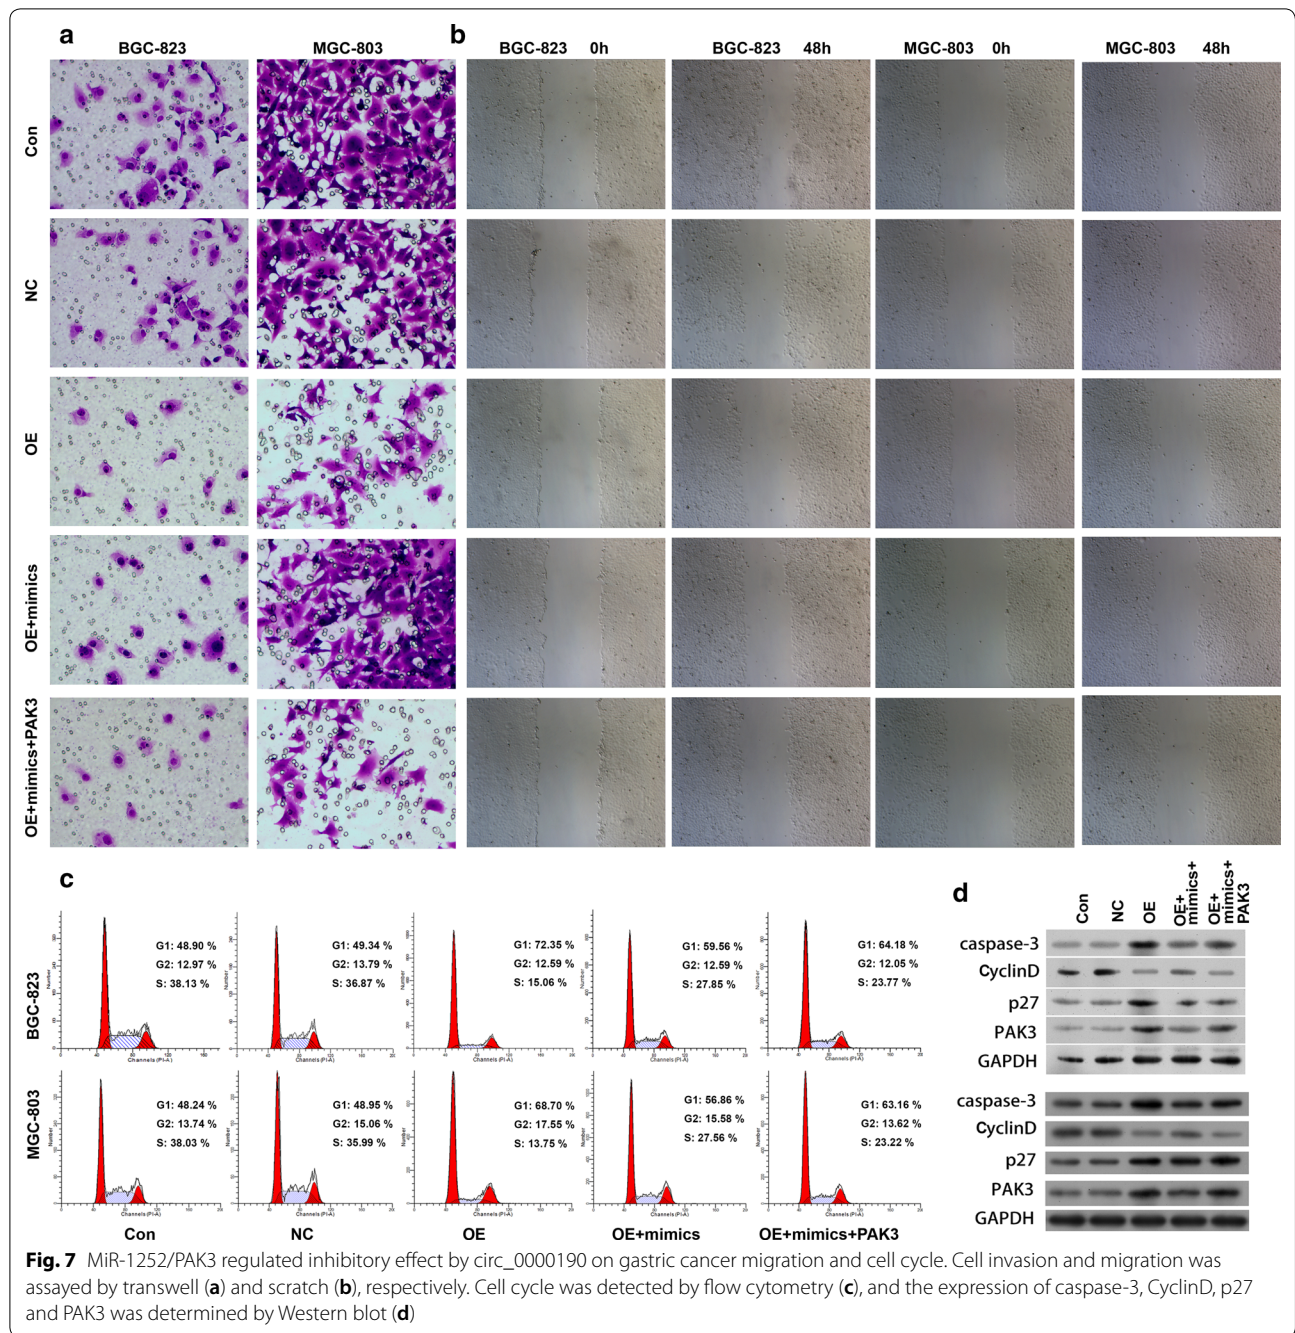 a
BGC-823 MGC-803
b
BGC-823 0h BGC-823 48h MGC-803 0h MGC-803 48h
Con
NC
OE
OE+mimics
OE+mimics+PAK3
c
BGC-823
G1: 48.90 %
G2: 12.97 %
S: 38.13 %
G1: 49.34 %
G2: 13.79 %
S: 36.87 %
G1: 72.35 %
G2: 12.59 %
S: 15.06 %
G1: 59.56 %
G2: 12.59 %
S: 27.85 %
G1: 64.18 %
G2: 12.05 %
S: 23.77 %
Number
Channels (PI-A)
MGC-803
G1: 48.24 %
G2: 13.74 %
S: 38.03 %
G1: 48.95 %
G2: 15.06 %
S: 35.99 %
G1: 68.70 %
G2: 17.55 %
S: 13.75 %
G1: 56.86 %
G2: 15.58 %
S: 27.56 %
G1: 63.16 %
G2: 13.62 %
S: 23.22 %
Number
Channels (PI-A)
Con NC OE OE+mimics OE+mimics+PAK3
d
Con
NC
OE
OE+
mimics+
OE+
mimics+
PAK3
caspase-3
CyclinD
p27
PAK3
GAPDH
caspase-3
CyclinD
p27
PAK3
GAPDH
Fig. 7 MiR-1252/PAK3 regulated inhibitory effect by circ_0000190 on gastric cancer migration and cell cycle. Cell invasion and migration was
assayed by transwell (a) and scratch (b), respectively. Cell cycle was detected by flow cytometry (c), and the expression of caspase-3, CyclinD, p27
and PAK3 was determined by Western blot (d)